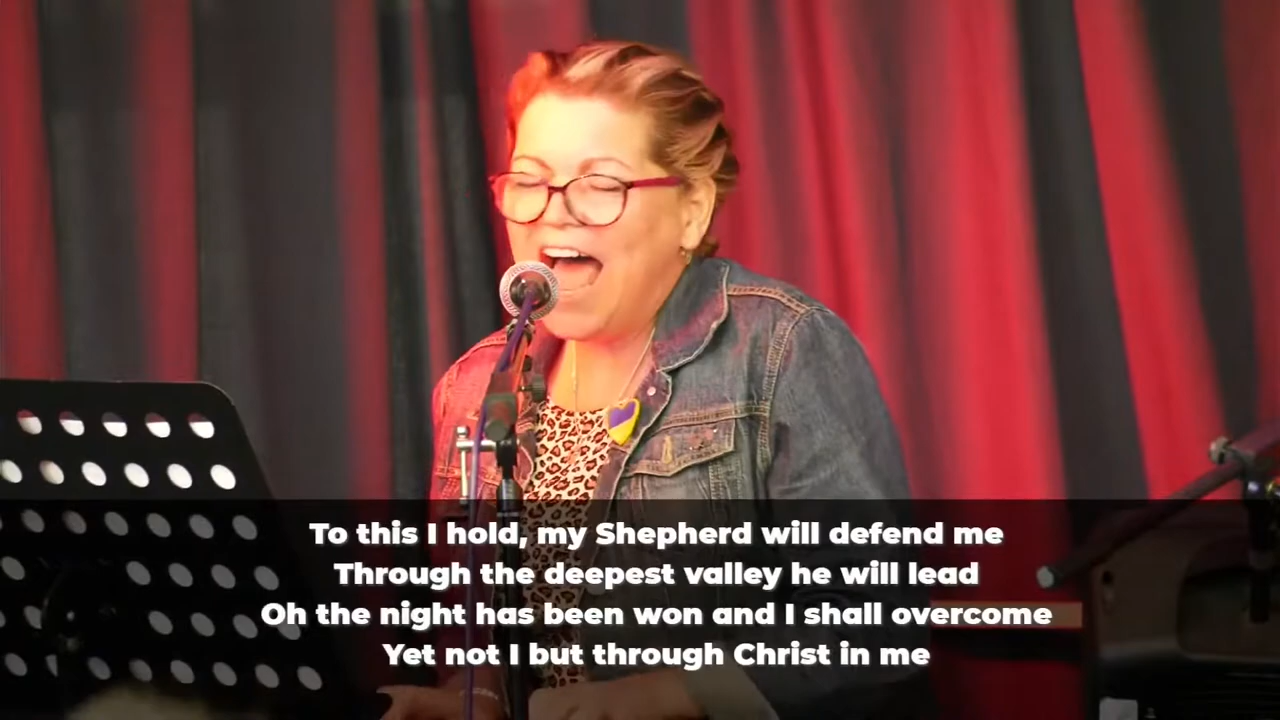 To this I hold, my Shepherd will defend me
Through the deepest valley he will lead
Oh the night has been won and I shall overcome
Yet not I but through Christ in me